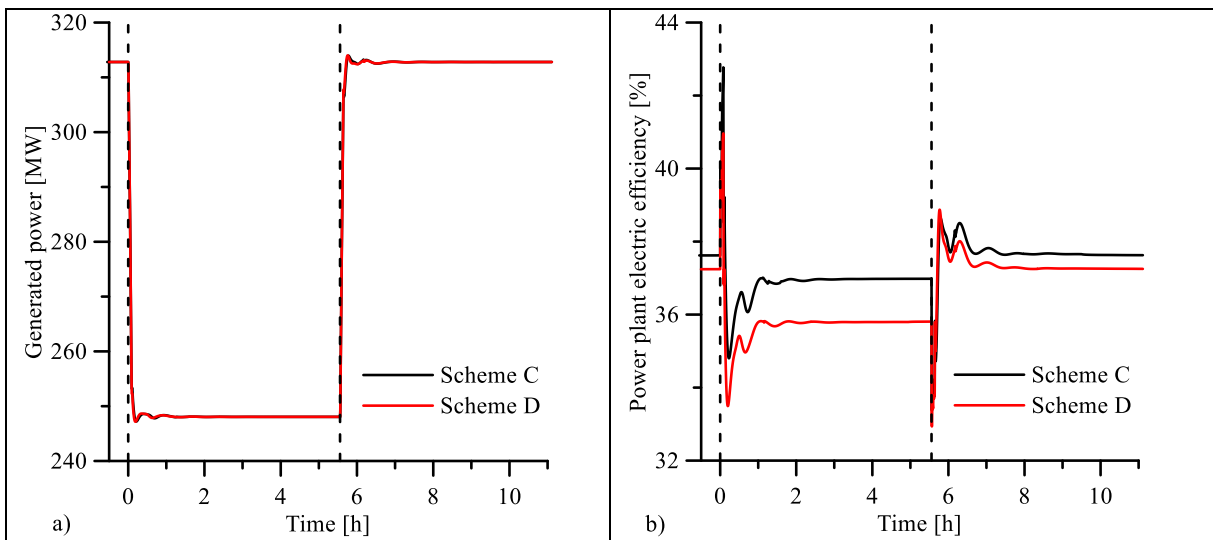 320
300
280
260
240
Generated power [MW]
Scheme C
Scheme D
0 2 4 6 8 10
Time [h]
a)
44
40
36
32
Power plant electric efficiency [%]
Scheme C
Scheme D
0 2 4 6 8 10
Time [h]
b)